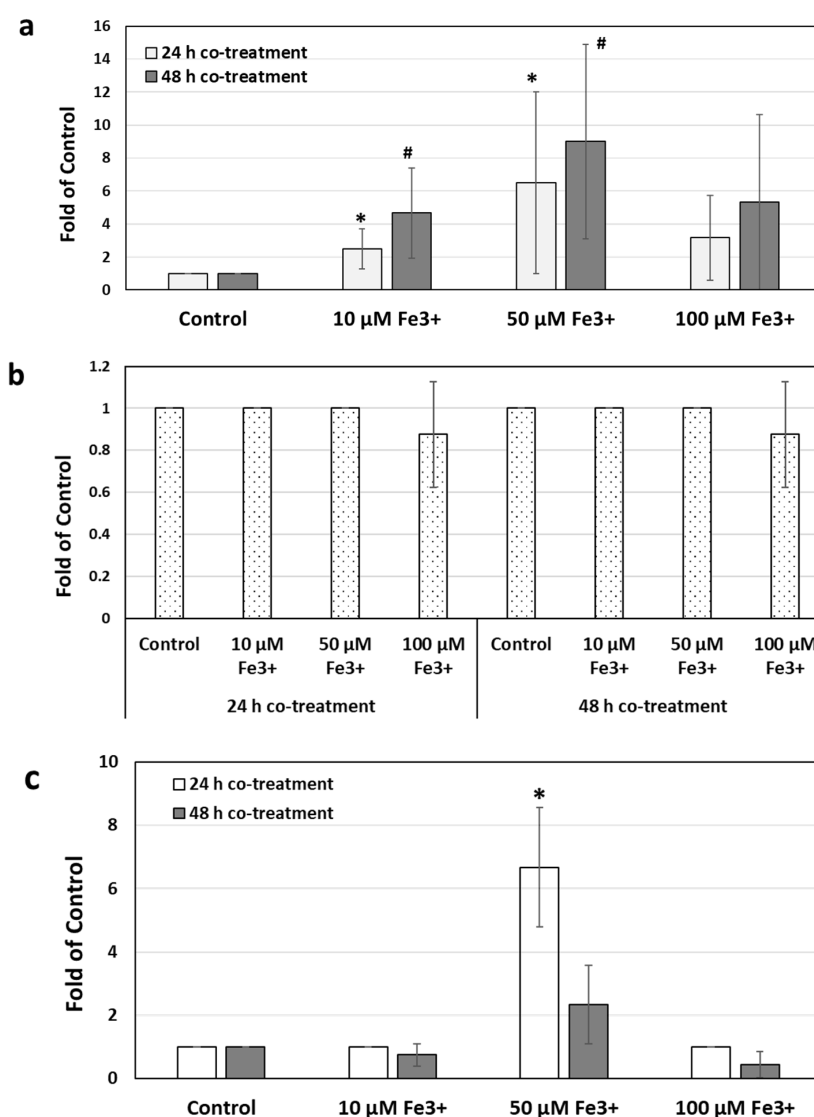 a
16
14
12
10
8
6
4
2
0
Fold of Control
24 h co-treatment
48 h co-treatment
*
#
*
#
Control 10 μM Fe3+ 50 μM Fe3+ 100 μM Fe3+
b
1.2
1
0.8
0.6
0.4
0.2
0
Fold of Control
Control 10 μM 50 μM 100 μM Control 10 μM 50 μM 100 μM
Fe3+ Fe3+ Fe3+ Fe3+ Fe3+ Fe3+
24 h co-treatment 48 h co-treatment
c
10
8
6
4
2
0
Fold of Control
24 h co-treatment
48 h co-treatment
*
Control 10 μM Fe3+ 50 μM Fe3+ 100 μM Fe3+